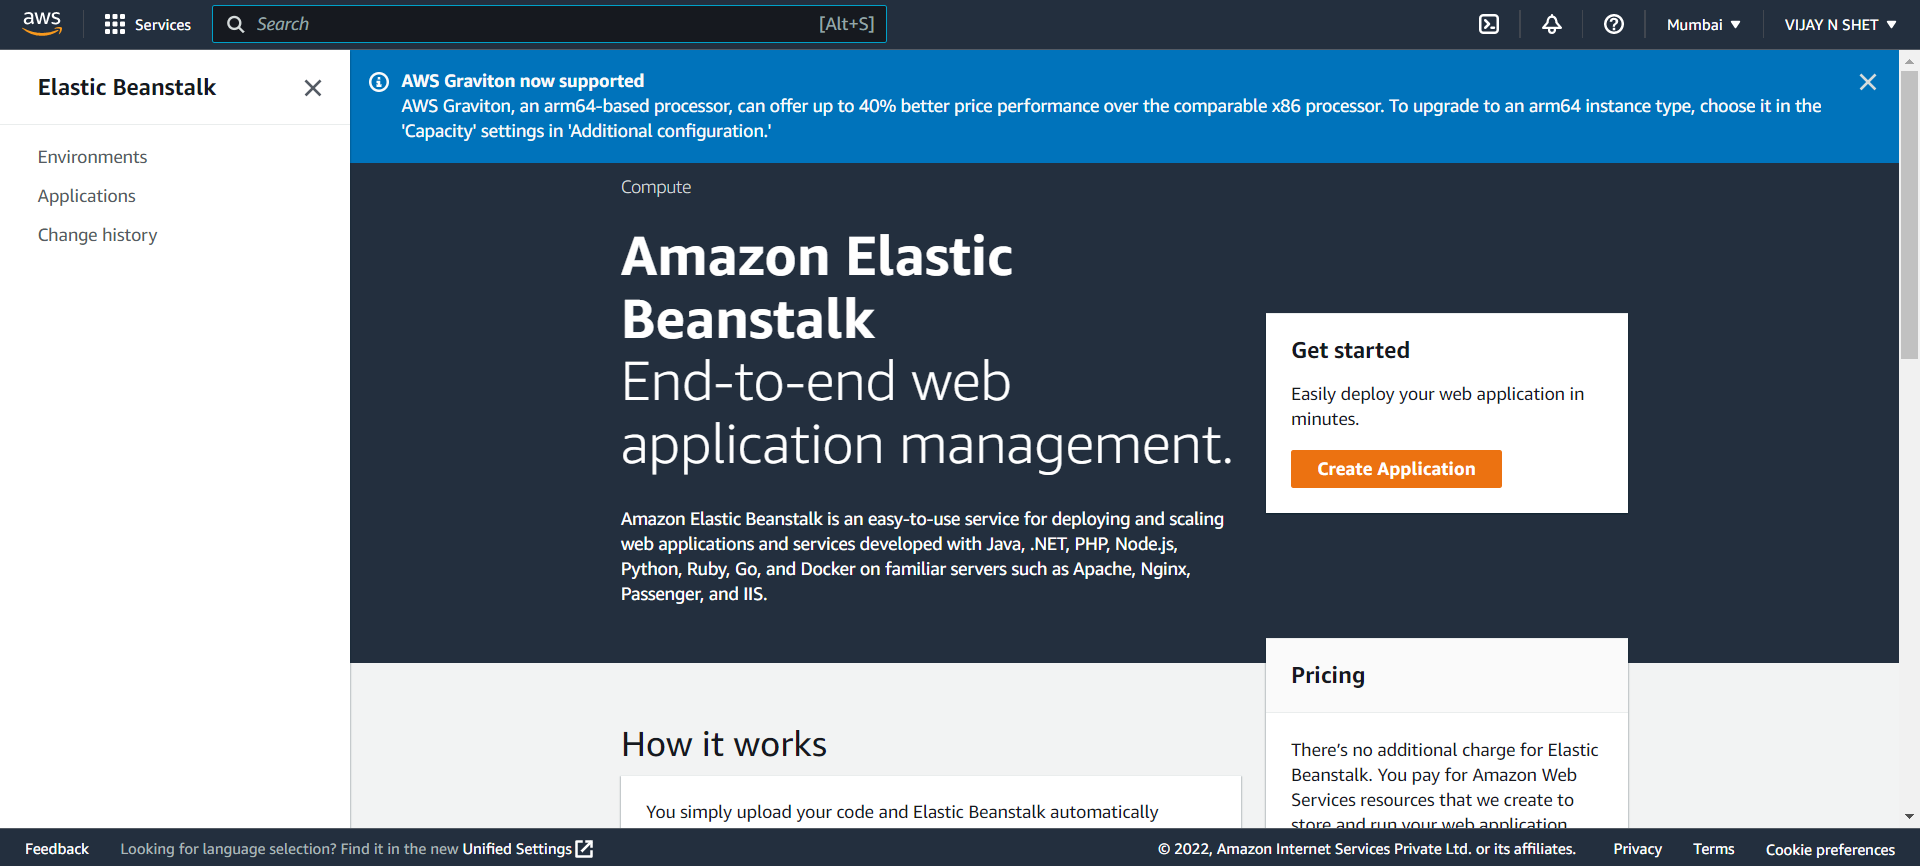 aws
Services
Search
[Alt+S]
Mumbai
VIJAY N SHET
Elastic Beanstalk
Environments
Applications
Change history
AWS Graviton now supported
AWS Graviton, an arm64-based processor, can offer up to 40% better price performance over the comparable x86 processor. To upgrade to an arm64 instance type, choose it in the
'Capacity' settings in 'Additional configuration.'
Compute
Amazon Elastic
Beanstalk
End-to-end web
application management.
Amazon Elastic Beanstalk is an easy-to-use service for deploying and scaling
web applications and services developed with Java, .NET, PHP, Node.js,
Python, Ruby, Go, and Docker on familiar servers such as Apache, Nginx,
Passenger, and IIS.
Get started
Easily deploy your web application in
minutes.
Create Application
Pricing
There's no additional charge for Elastic
Beanstalk. You pay for Amazon Web
Services resources that we create to
store and run your web application
How it works
You simply upload your code and Elastic Beanstalk automatically
Feedback
Looking for language selection? Find it in the new Unified Settings
© 2022, Amazon Internet Services Private Ltd. or its affiliates.
Privacy
Terms
Cookie preferences